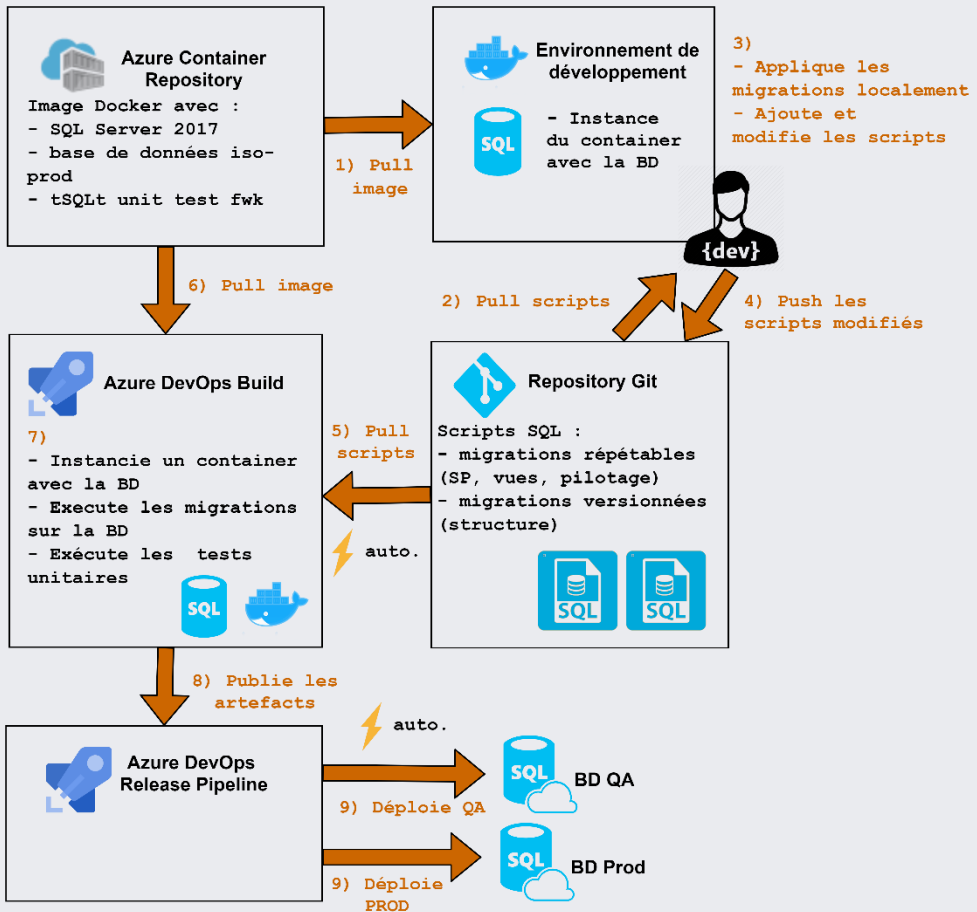 Azure Container
Repository
Image Docker avec :
- SQL Server 2017
- base de données iso-
prod
- tSQLt unit test fwk
1) Pull
image
Environnement de
développement
SQL
- Instance
du container
avec la BD
3)
- Applique les
migrations localement
- Ajoute et
modifie les scripts
{dev}
6) Pull image
2) Pull scripts
4) Push les
scripts modifiés
Azure DevOps Build
7)
- Instancie un container
avec la BD
- Execute les migrations
sur la BD
- Exécute les tests
unitaires
SQL
5) Pull
scripts
auto.
Repository Git
Scripts SQL :
- migrations répétables
(SP, vues, pilotage)
- migrations versionnées
(structure)
SQL
SQL
8) Publie les
artefacts
Azure DevOps
Release Pipeline
auto.
9) Déploie QA
SQL
BD QA
9) Déploie
PROD
SQL
BD Prod